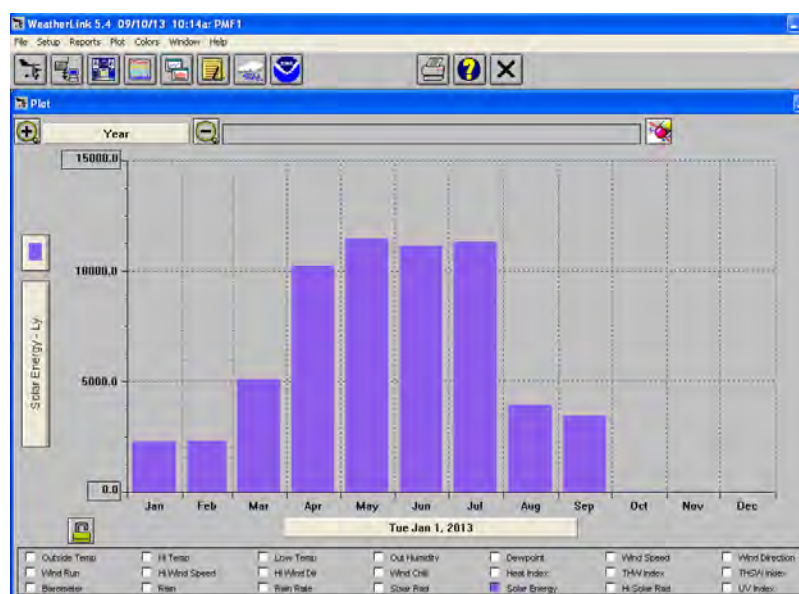 WeatherLink 5.4 09/10/13 10:14a: PMF1
File Setup Reports Plot Colors Window Help
Plot
Year
15000.0
10000.0
5000.0
0.0
Solar Energy - Ly
Jan Feb Mar Apr May Jun Jul Aug Sep Oct Nov Dec
Tue Jan 1, 2013
Outside Temp Hi Temp Low Temp Out Humidity Dewpoint Wind Speed Wind Direction
Wind Run Hi Wind Speed Hi Wind Dir Wind Chill Heat Index THW Index THSW Index
Barometer Rain Rain Rate Solar Rad Solar Energy Hi Solar Rad UV Index